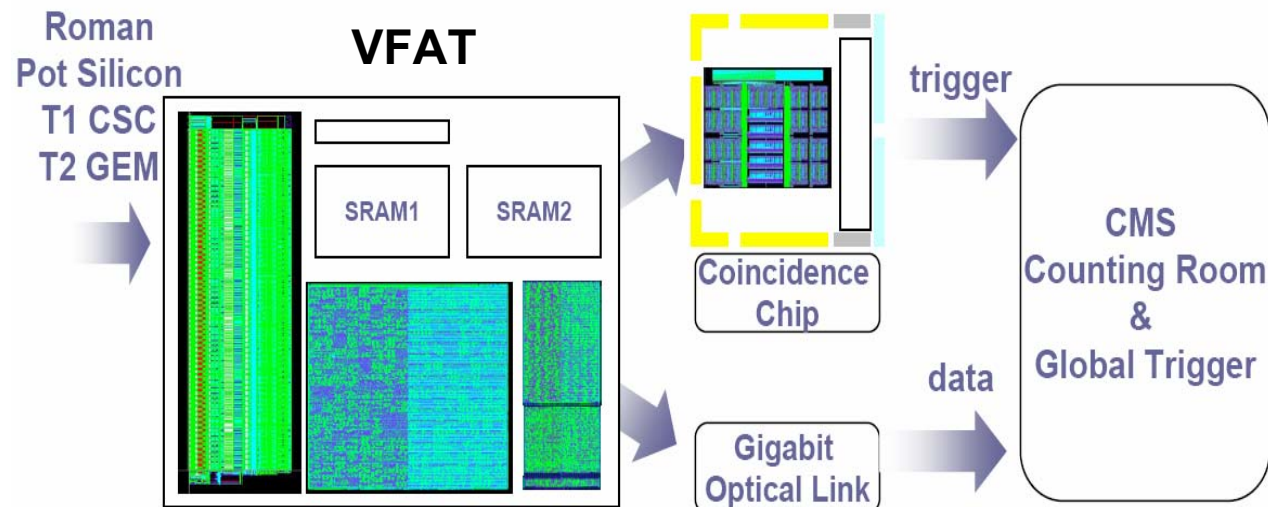 Roman
Pot Silicon
T1 CSC
T2 GEM
VFAT
SRAM1
SRAM2
Coincidence
Chip
Gigabit
Optical Link
trigger
data
CMS
Counting Room
&
Global Trigger